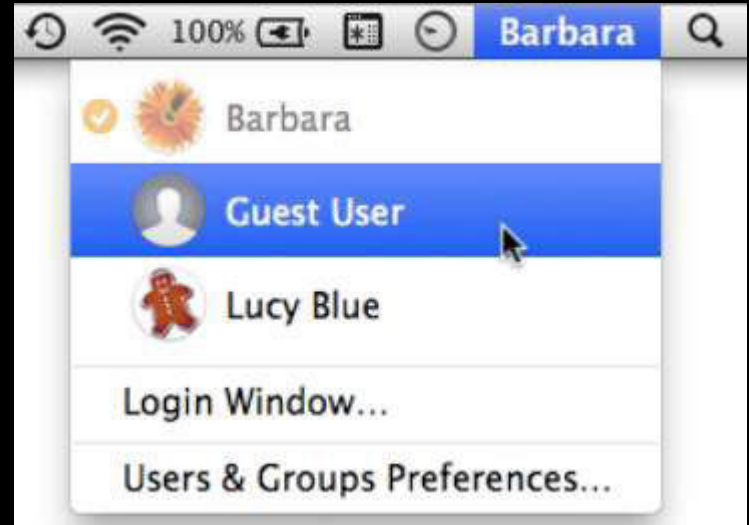 100% Barbara
Barbara
Guest User
Lucy Blue
Login Window...
Users & Groups Preferences...